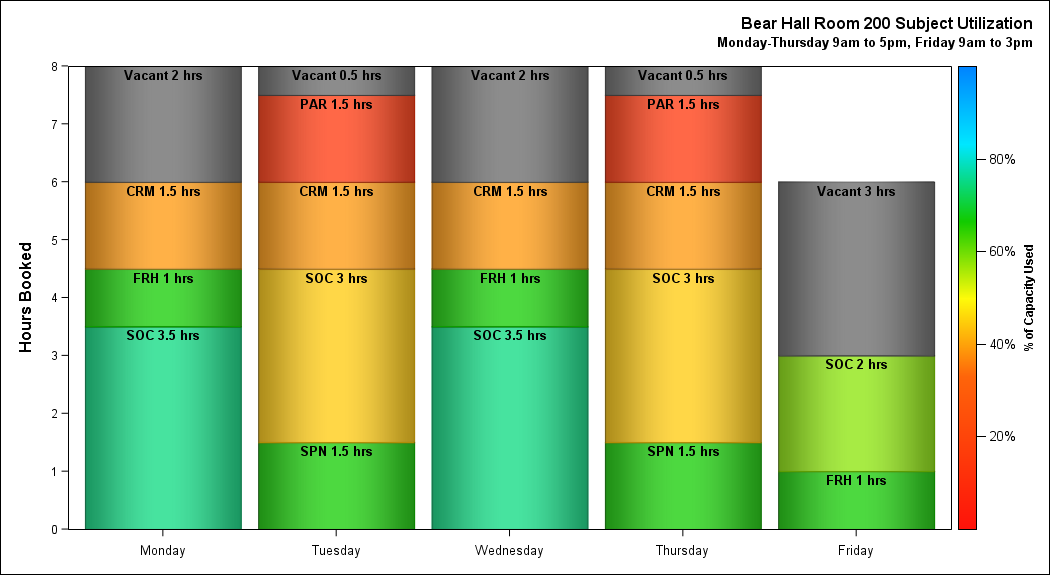 Bear Hall Room 200 Subject Utilization
Monday-Thursday 9am to 5pm, Friday 9am to 3pm
Hours Booked
8
7
6
5
4
3
2
1
0
Vacant 2 hrs
CRM 1.5 hrs
FRH 1 hrs
SOC 3.5 hrs
Vacant 0.5 hrs
PAR 1.5 hrs
CRM 1.5 hrs
SOC 3 hrs
SPN 1.5 hrs
Vacant 2 hrs
CRM 1.5 hrs
FRH 1 hrs
SOC 3.5 hrs
Vacant 0.5 hrs
PAR 1.5 hrs
CRM 1.5 hrs
SOC 3 hrs
SPN 1.5 hrs
Vacant 3 hrs
SOC 2 hrs
FRH 1 hrs
Monday
Tuesday
Wednesday
Thursday
Friday
80%
60%
40%
20%
% of Capacity Used